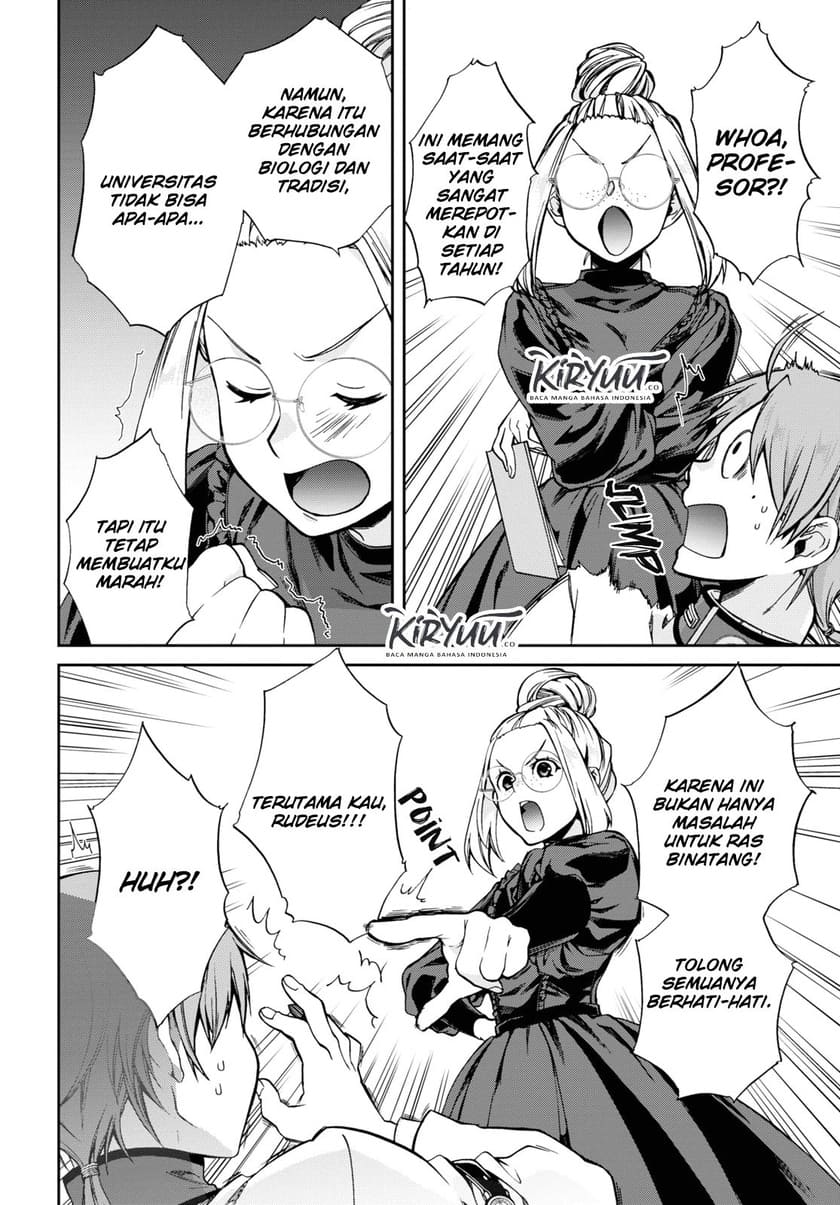 WHOA,
PROFE-
SOR?!
INI MEMANG
SAAT-SAAT
YANG
SANGAT
MEREPOT-
KAN DI
SETIAP
TAHUN!
KiRYUU.CO
BACA MANGA BAHASA INDONESIA
JUMP
NAMUN,
KARENA ITU
BERHUBUNGAN
DENGAN
BIOLOGI DAN
TRADISI,
UNIVERSITAS
TIDAK BISA
APA-APA...
TAPI ITU
TETAP
MEMBUATKU
MARAH!
KiRYUU.CO
BACA MANGA BAHASA INDONESIA
KARENA INI
BUKAN HANYA
MASALAH
UNTUK RAS
BINATANG!
TOLONG
SEMUANYA
BERHATI-HATI.
POINT
TERUTAMA KAU,
RUDEUS!!!
HUH?!